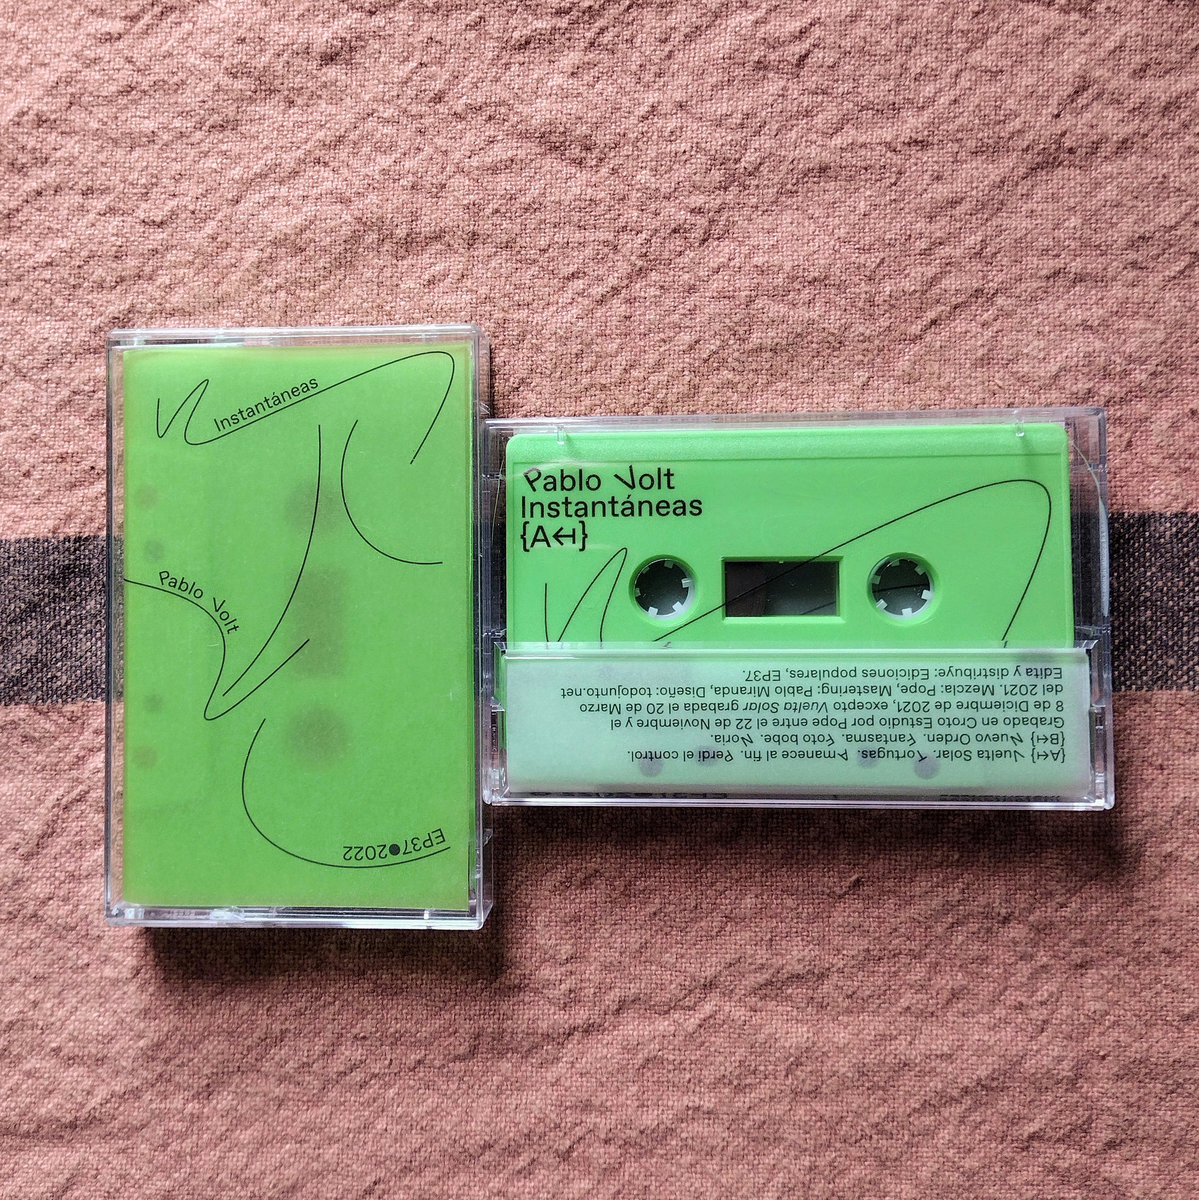 Instantáneas
Pablo Volt
EP37●2022
Pablo Volt
Instantáneas
{A↤}
{A↤} Vuelta Solar. Tortugas. Amanece al fin. Perdí el control.
{B↤} Nuevo Orden. Fantasma. Foto bobe. Noria.
Grabado en Croto Estudio por Pope entre el 22 de Noviembre y el
8 de Diciembre de 2021, excepto Vuelta Solar grabada el 20 de Marzo
del 2021. Mezcla: Pope, Mastering: Pablo Miranda, Diseño: todojunto.net
Edita y distribuye: Ediciones populares, EP37.